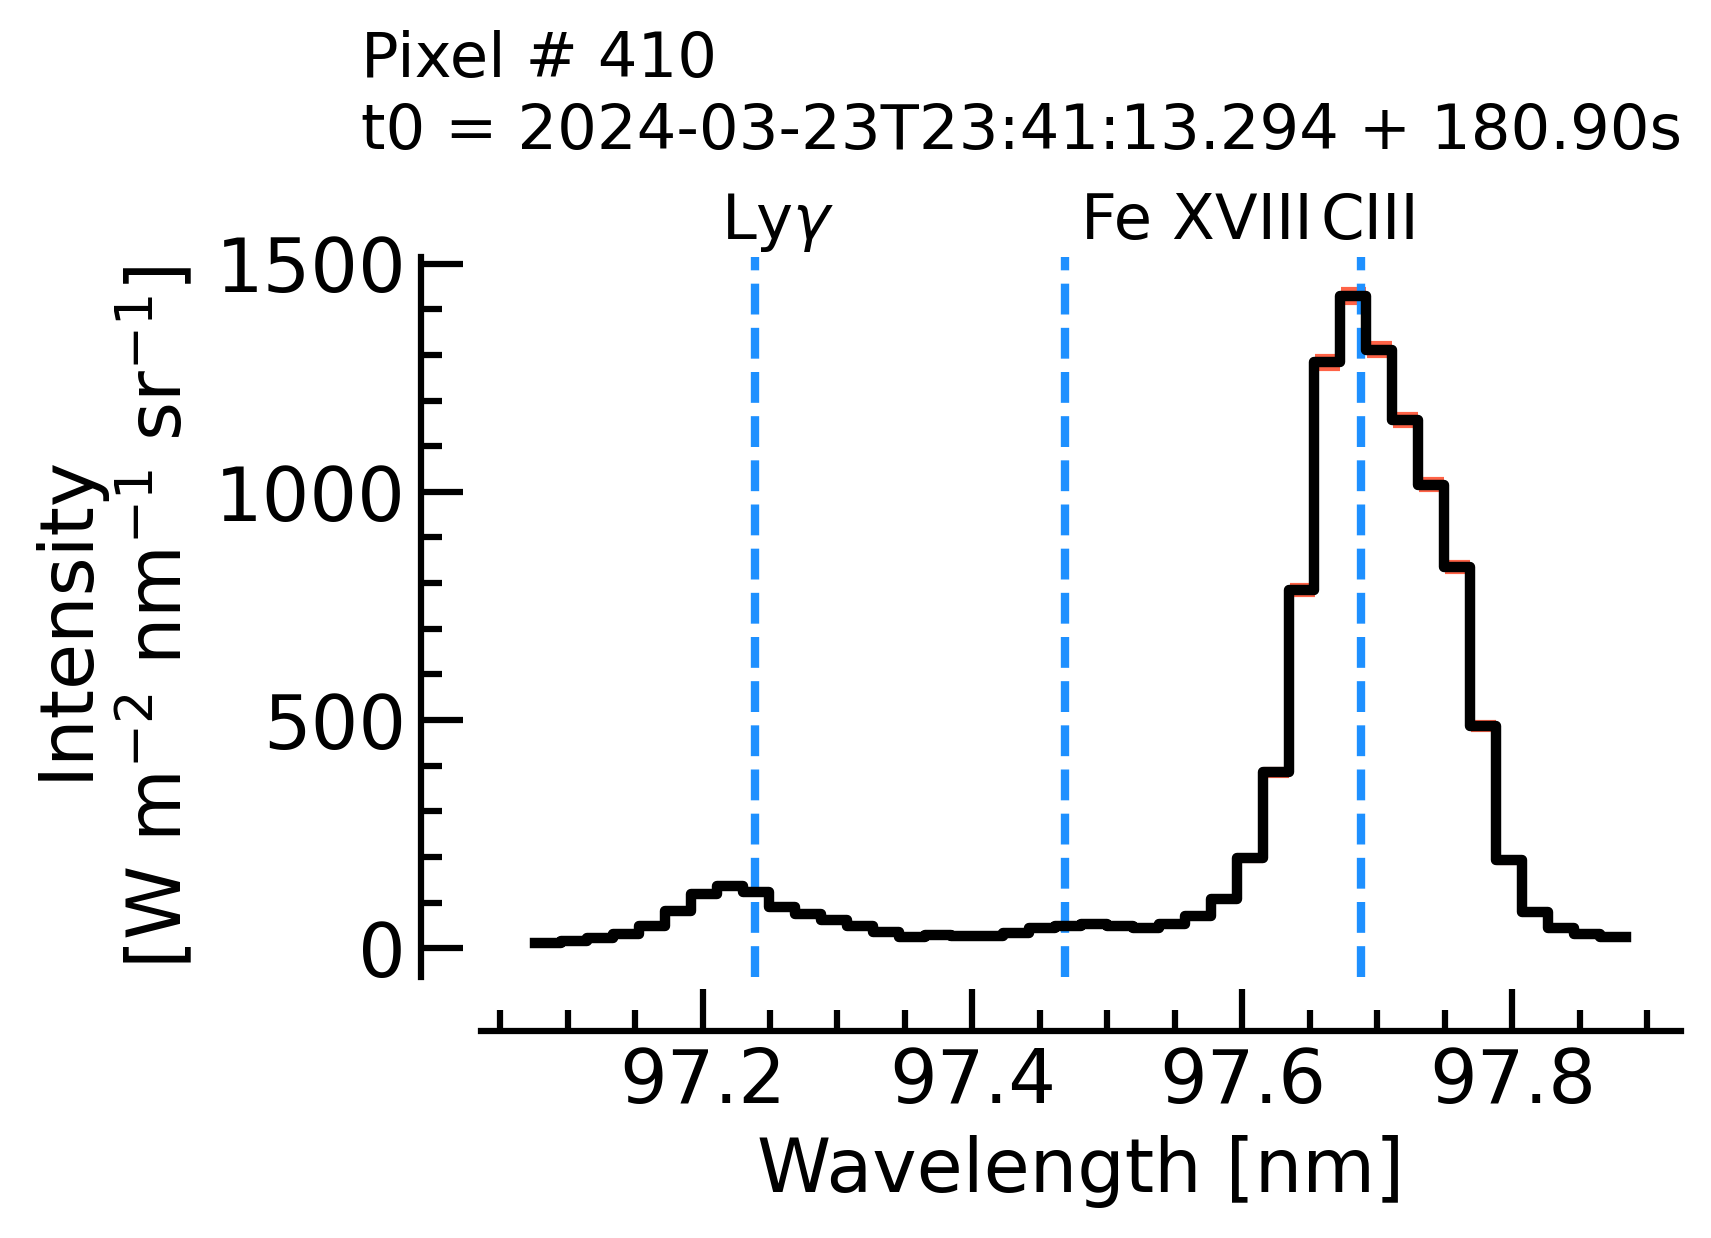 Pixel # 410
t0 = 2024-03-23T23:41:13.294 + 180.90s
Lyγ Fe XVIII CIII
Intensity
[W m⁻² nm⁻¹ sr⁻¹]
1500
1000
500
0
97.2 97.4 97.6 97.8
Wavelength [nm]